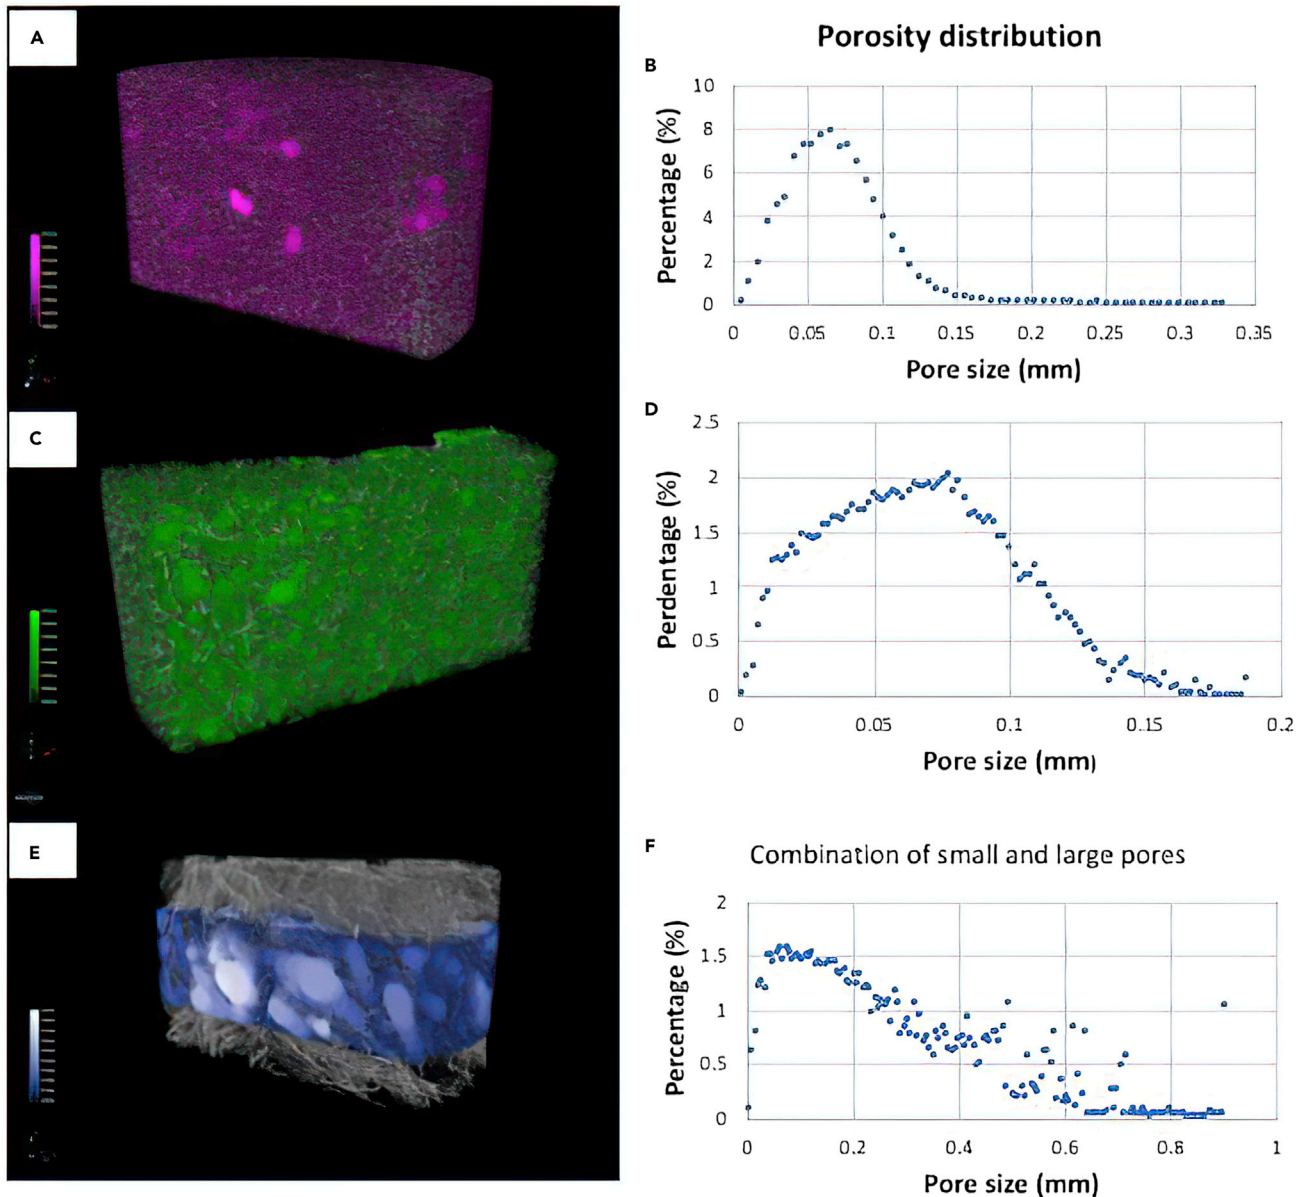 A
C
E
Porosity distribution
B
Percentage (%)
10
8
6
4
2
0
0 0.05 0.1 0.15 0.2 0.25 0.3 0.35
Pore size (mm)
D
Perdentage (%)
2.5
2
1.5
1
0.5
0
0 0.05 0.1 0.15 0.2
Pore size (mm)
F
Combination of small and large pores
Percentage (%)
2
1.5
1
0.5
0
0 0.2 0.4 0.6 0.8 1
Pore size (mm)